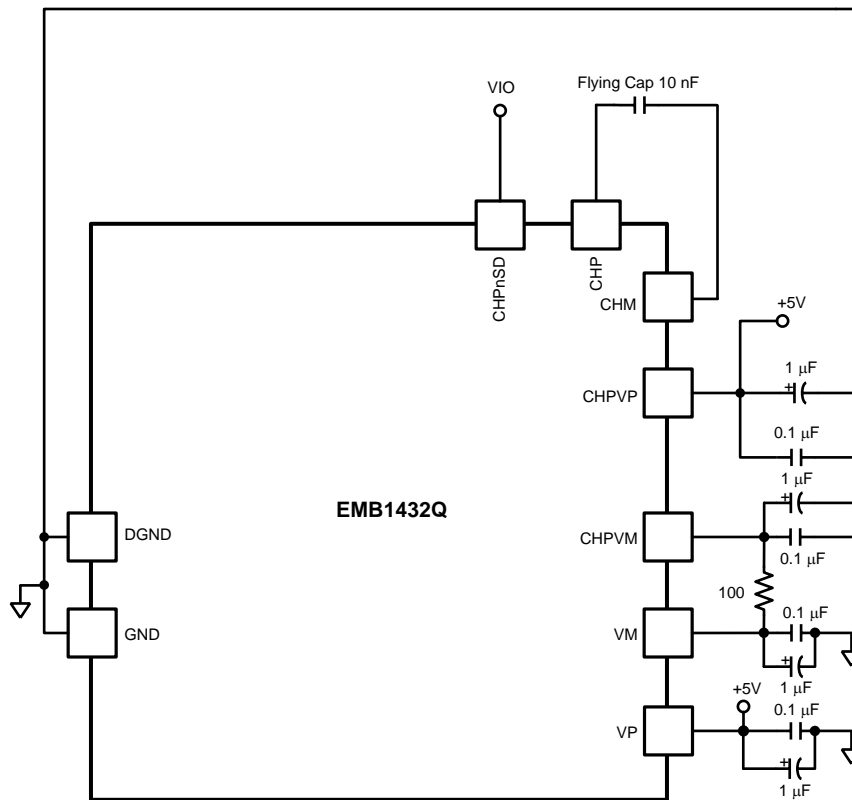 Flying Cap 10 nF
VIO
CHPnSD
CHP
CHM
+5V
1 μF
+
CHPVP
0.1 μF
1 μF
+
EMB1432Q
DGND
CHPVM
0.1 μF
100
0.1 μF
GND
VM
+
1 μF
+5V
0.1 μF
VP
+
1 μF